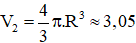 V₂ = 4/3 π.R³ ≈ 3,05